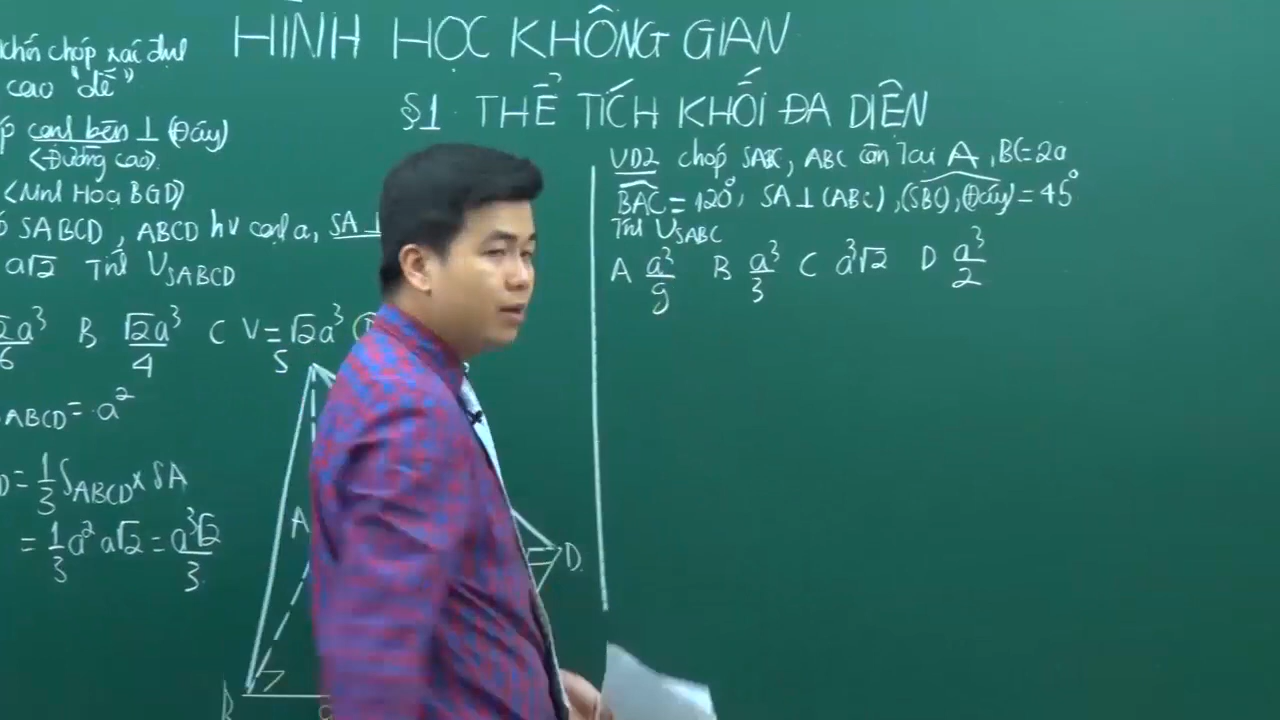 HÌNH HỌC KHÔNG GIAN
§1. THỂ TÍCH KHỐI ĐA DIỆN
chóp xác
cao "dễ"
cạnh bên ⊥ (Đáy)
<Đường cao>.
<Minh Hoạ BGD)
SABCD, ABCD hv cạnh a, SA ⊥
a√2 Tính V_SABCD
B √2a³/4 C V = √2a³
ABCD = a²
= 1/3 S_ABCD × SA
= 1/3 a² a√2 = a³√2/3
S
A
D
B
VD2 chóp SABC, ABC cân tại A, BC=2a
BAC = 120°, SA ⊥ (ABC), (SBC), (Đáy) = 45°
Tính V_SABC
A a³/9 B a³/3 C a³√2 D a³/2